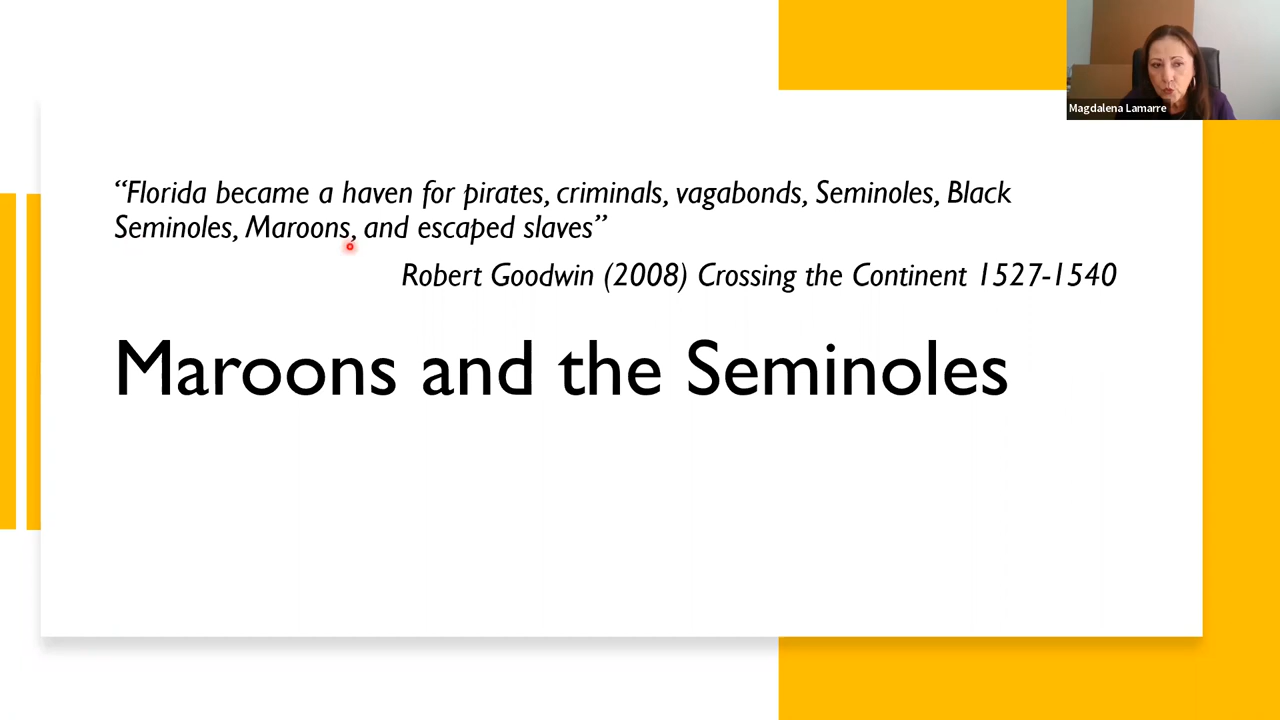 Magdalena Lamarre
“Florida became a haven for pirates, criminals, vagabonds, Seminoles, Black
Seminoles, Maroons, and escaped slaves”
Robert Goodwin (2008) Crossing the Continent 1527-1540
Maroons and the Seminoles